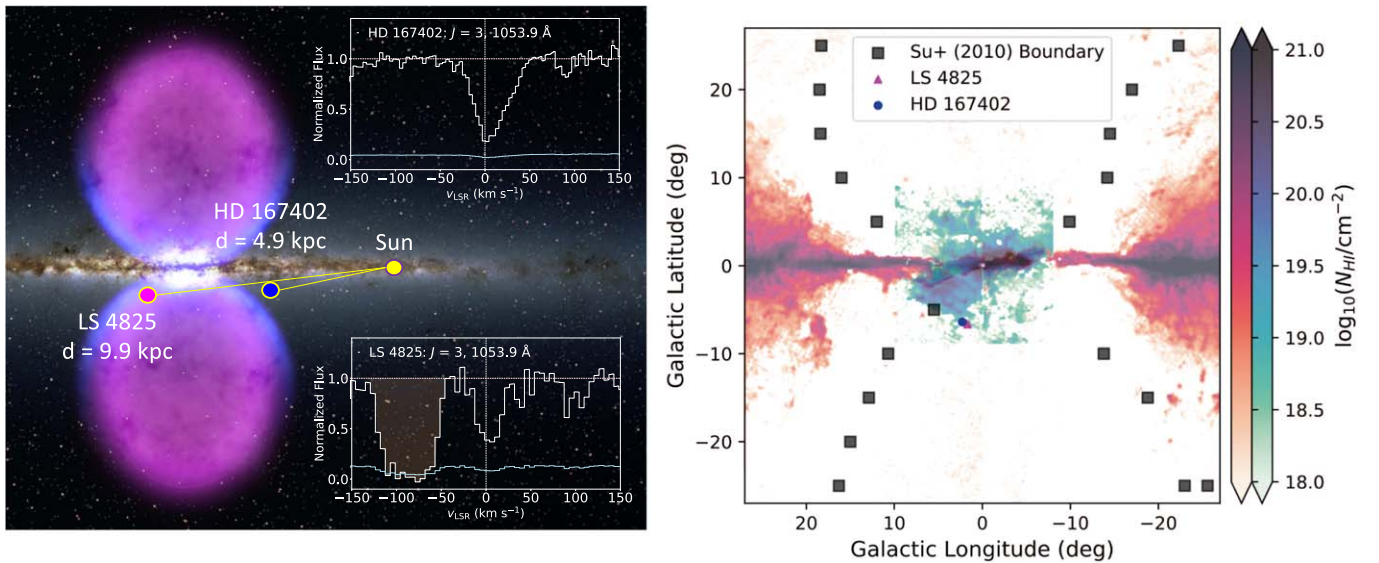 HD 167402: J = 3, 1053.9 Å
Normalized Flux
1.0
0.5
0.0
−150 −100 −50 0 50 100 150
vLSR (km s−1)
HD 167402
d = 4.9 kpc
Sun
LS 4825
d = 9.9 kpc
LS 4825: J = 3, 1053.9 Å
Normalized Flux
1.0
0.5
0.0
−150 −100 −50 0 50 100 150
vLSR (km s−1)
Su+ (2010) Boundary
LS 4825
HD 167402
Galactic Latitude (deg)
20
10
0
−10
−20
20 10 0 −10 −20
Galactic Longitude (deg)
21.0
20.5
20.0
19.5
19.0
18.5
18.0
log10(NHI/cm−2)